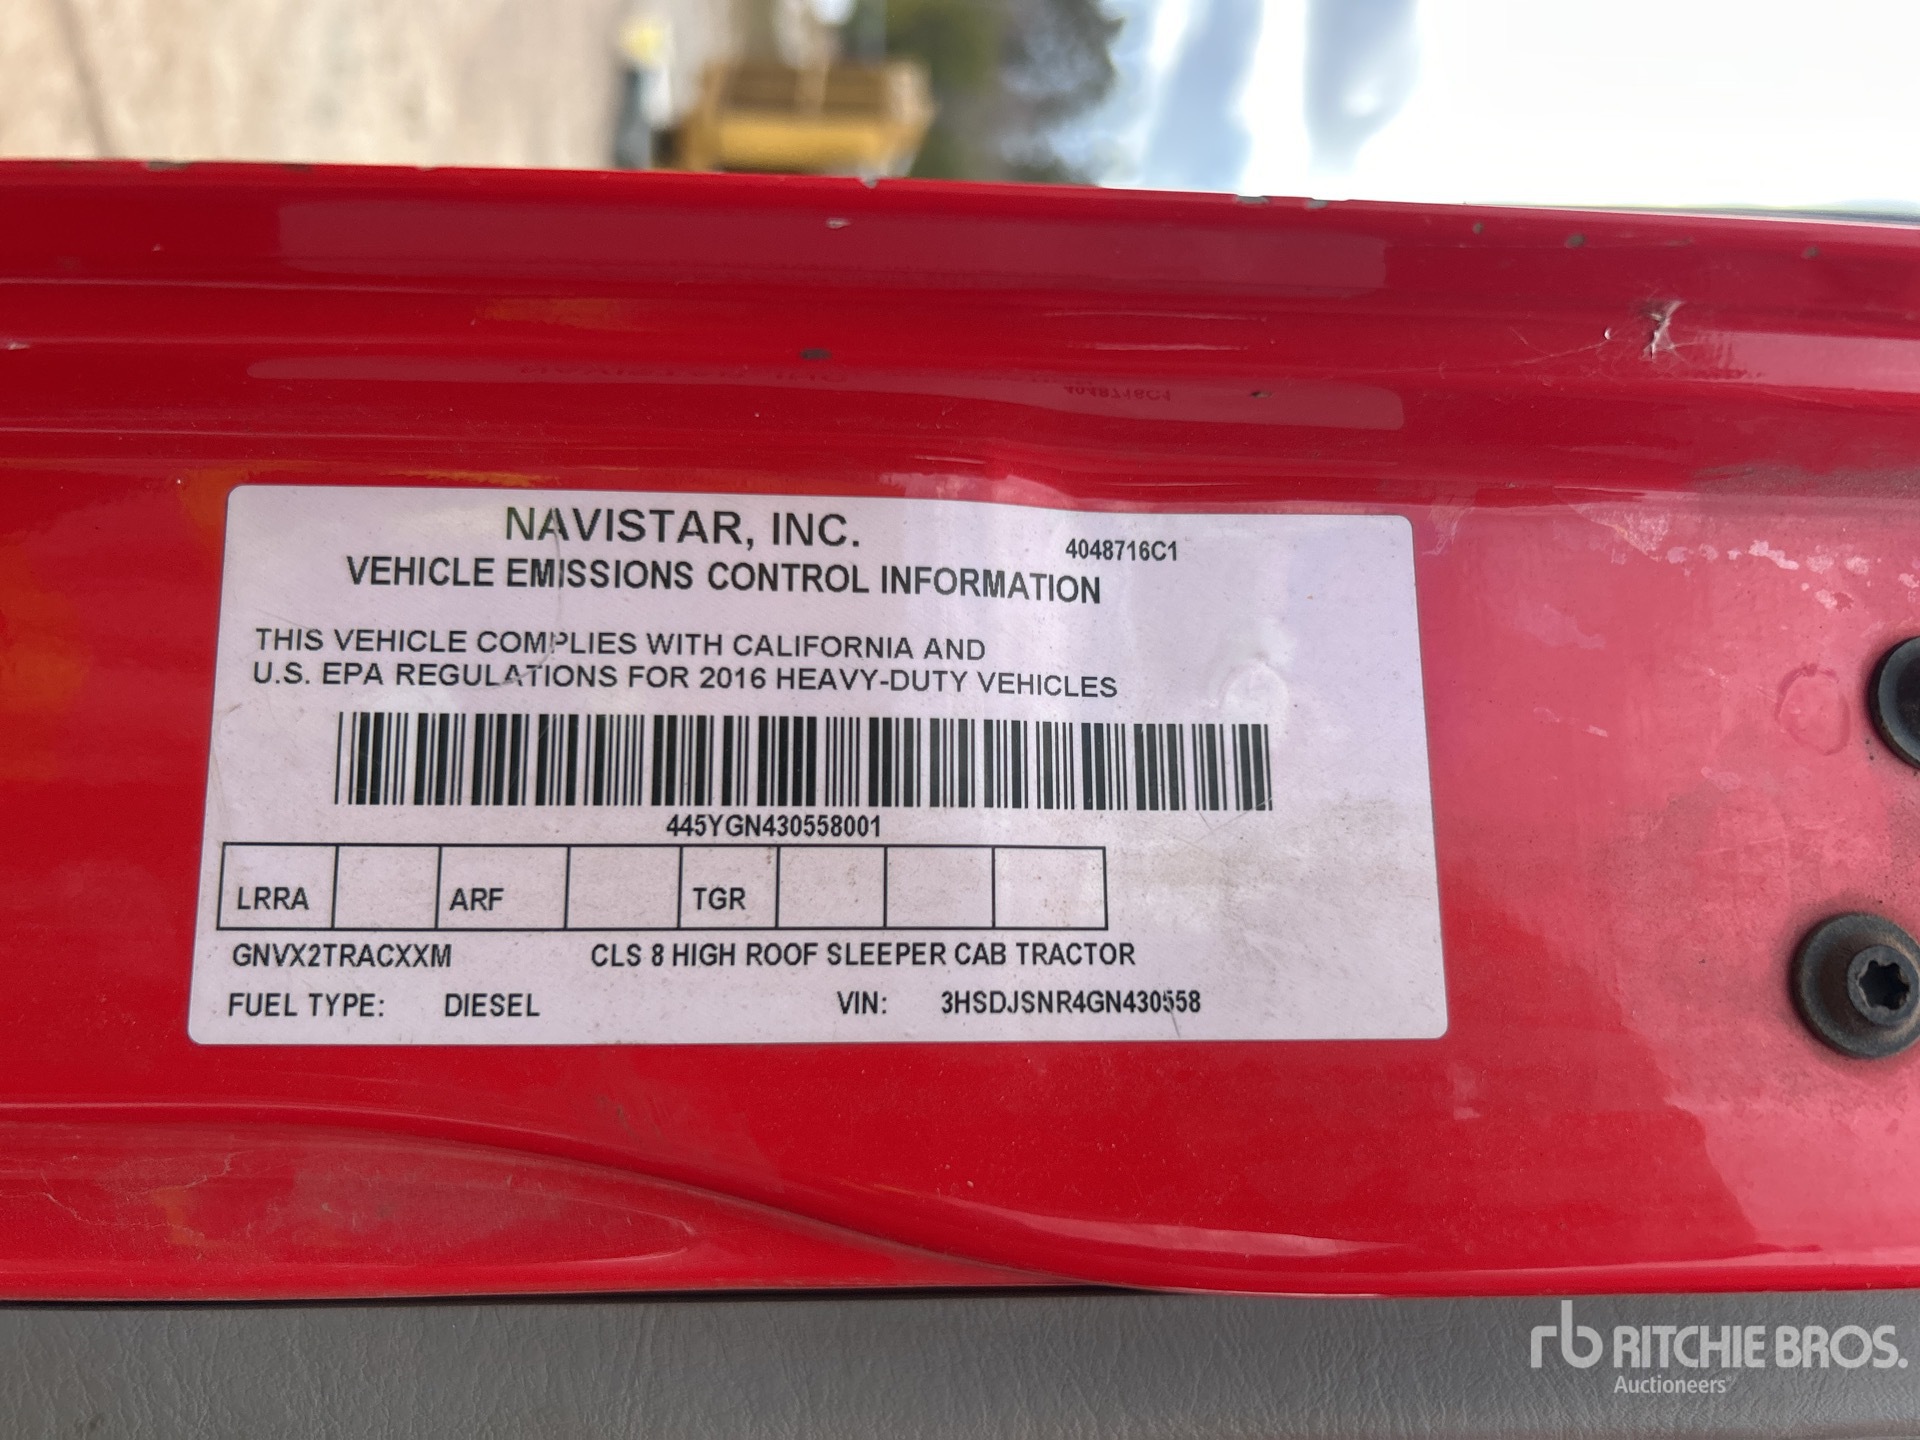 NAVISTAR, INC.
4048716C1
VEHICLE EMISSIONS CONTROL INFORMATION
THIS VEHICLE COMPLIES WITH CALIFORNIA AND
U.S. EPA REGULATIONS FOR 2016 HEAVY-DUTY VEHICLES
445YGN430558001
LRRA ARF TGR
GNVX2TRACXXM CLS 8 HIGH ROOF SLEEPER CAB TRACTOR
FUEL TYPE: DIESEL VIN: 3HSDJSNR4GN430558
rb RITCHIE BROS.
Auctioneers